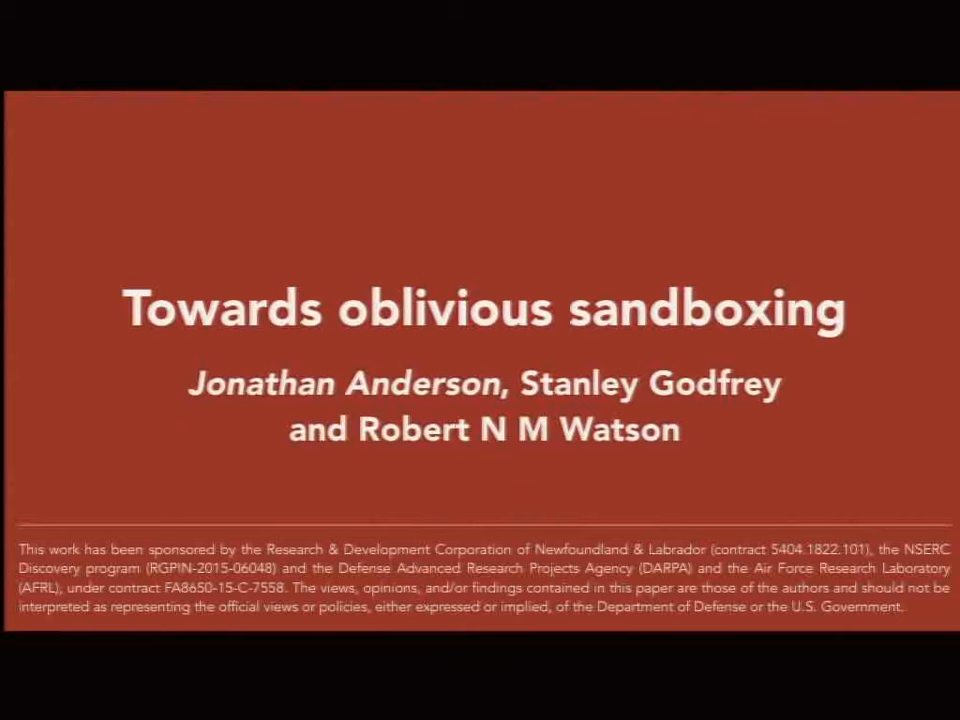 Towards oblivious sandboxing
Jonathan Anderson, Stanley Godfrey
and Robert N M Watson
This work has been sponsored by the Research & Development Corporation of Newfoundland & Labrador (contract 5404.1822.101), the NSERC
Discovery program (RGPIN-2015-06048) and the Defense Advanced Research Projects Agency (DARPA) and the Air Force Research Laboratory
(AFRL), under contract FA8650-15-C-7558. The views, opinions, and/or findings contained in this paper are those of the authors and should not be
interpreted as representing the official views or policies, either expressed or implied, of the Department of Defense or the U.S. Government.